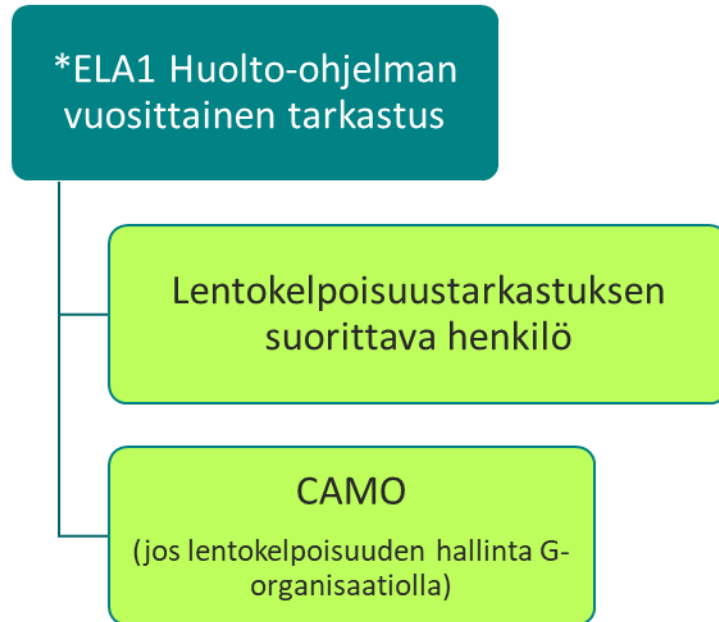 *ELA1 Huolto-ohjelman
vuosittainen tarkastus
Lentokelpoisuustarkastuksen
suorittava henkilö
CAMO
(jos lentokelpoisuuden hallinta G-
organisaatiolla)